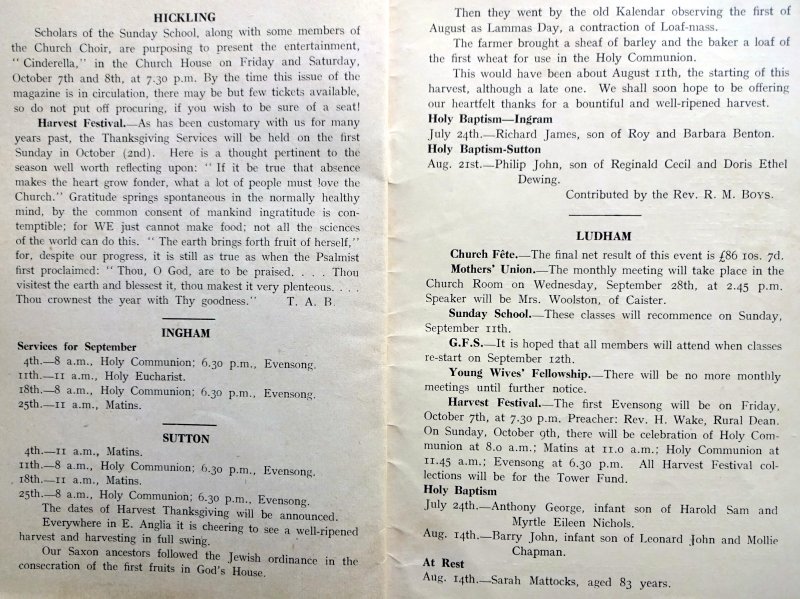 HICKLING
Scholars of the Sunday School, along with some members of
the Church Choir, are purposing to present the entertainment,
" Cinderella," in the Church House on Friday and Saturday,
October 7th and 8th, at 7.30 p.m. By the time this issue of the
magazine is in circulation, there may be but few tickets available,
so do not put off procuring, if you wish to be sure of a seat!
Harvest Festival.—As has been customary with us for many
years past, the Thanksgiving Services will be held on the first
Sunday in October (2nd). Here is a thought pertinent to the
season well worth reflecting upon: " If it be true that absence
makes the heart grow fonder, what a lot of people must love the
Church." Gratitude springs spontaneous in the normally healthy
mind, by the common consent of mankind ingratitude is con-
temptible; for WE just cannot make food; not all the sciences
of the world can do this. " The earth brings forth fruit of herself,"
for, despite our progress, it is still as true as when the Psalmist
first proclaimed: " Thou, O God, are to be praised. . . . Thou
visitest the earth and blessest it, thou makest it very plenteous. . . .
Thou crownest the year with Thy goodness." T. A. B.
INGHAM
Services for September
4th.—8 a.m., Holy Communion; 6.30 p.m., Evensong.
11th.—11 a.m., Holy Eucharist.
18th.—8 a.m., Holy Communion; 6.30 p.m., Evensong.
25th.—11 a.m., Matins.
SUTTON
4th.—11 a.m., Matins.
11th.—8 a.m., Holy Communion; 6.30 p.m., Evensong.
18th.—11 a.m., Matins.
25th.—8 a.m., Holy Communion; 6.30 p.m., Evensong.
The dates of Harvest Thanksgiving will be announced.
Everywhere in E. Anglia it is cheering to see a well-ripened
harvest and harvesting in full swing.
Our Saxon ancestors followed the Jewish ordinance in the
consecration of the first fruits in God's House.
Then they went by the old Kalendar observing the first of
August as Lammas Day, a contraction of Loaf-mass.
The farmer brought a sheaf of barley and the baker a loaf of
the first wheat for use in the Holy Communion.
This would have been about August 11th, the starting of this
harvest, although a late one. We shall soon hope to be offering
our heartfelt thanks for a bountiful and well-ripened harvest.
Holy Baptism—Ingram
July 24th.—Richard James, son of Roy and Barbara Benton.
Holy Baptism-Sutton
Aug. 21st.—Philip John, son of Reginald Cecil and Doris Ethel
Dewing.
Contributed by the Rev. R. M. BOYS.
LUDHAM
Church Fête.—The final net result of this event is £86 10s. 7d.
Mothers' Union.—The monthly meeting will take place in the
Church Room on Wednesday, September 28th, at 2.45 p.m.
Speaker will be Mrs. Woolston, of Caister.
Sunday School.—These classes will recommence on Sunday,
September 11th.
G.F.S.—It is hoped that all members will attend when classes
re-start on September 12th.
Young Wives' Fellowship.—There will be no more monthly
meetings until further notice.
Harvest Festival.—The first Evensong will be on Friday,
October 7th, at 7.30 p.m. Preacher: Rev. H. Wake, Rural Dean.
On Sunday, October 9th, there will be celebration of Holy Com-
munion at 8.0 a.m.; Matins at 11.0 a.m.; Holy Communion at
11.45 a.m.; Evensong at 6.30 p.m. All Harvest Festival col-
lections will be for the Tower Fund.
Holy Baptism
July 24th.—Anthony George, infant son of Harold Sam and
Myrtle Eileen Nichols.
Aug. 14th.—Barry John, infant son of Leonard John and Mollie
Chapman.
At Rest
Aug. 14th.—Sarah Mattocks, aged 83 years.